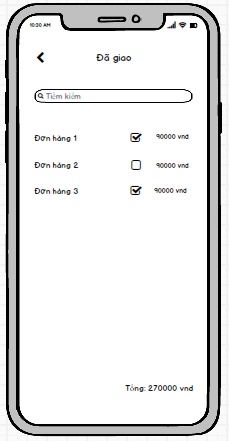 10:30 AM
Đã giao
Tiềm kiếm
Đơn hàng 1 90000 vnd
Đơn hàng 2 90000 vnd
Đơn hàng 3 90000 vnd
Tổng: 270000 vnd